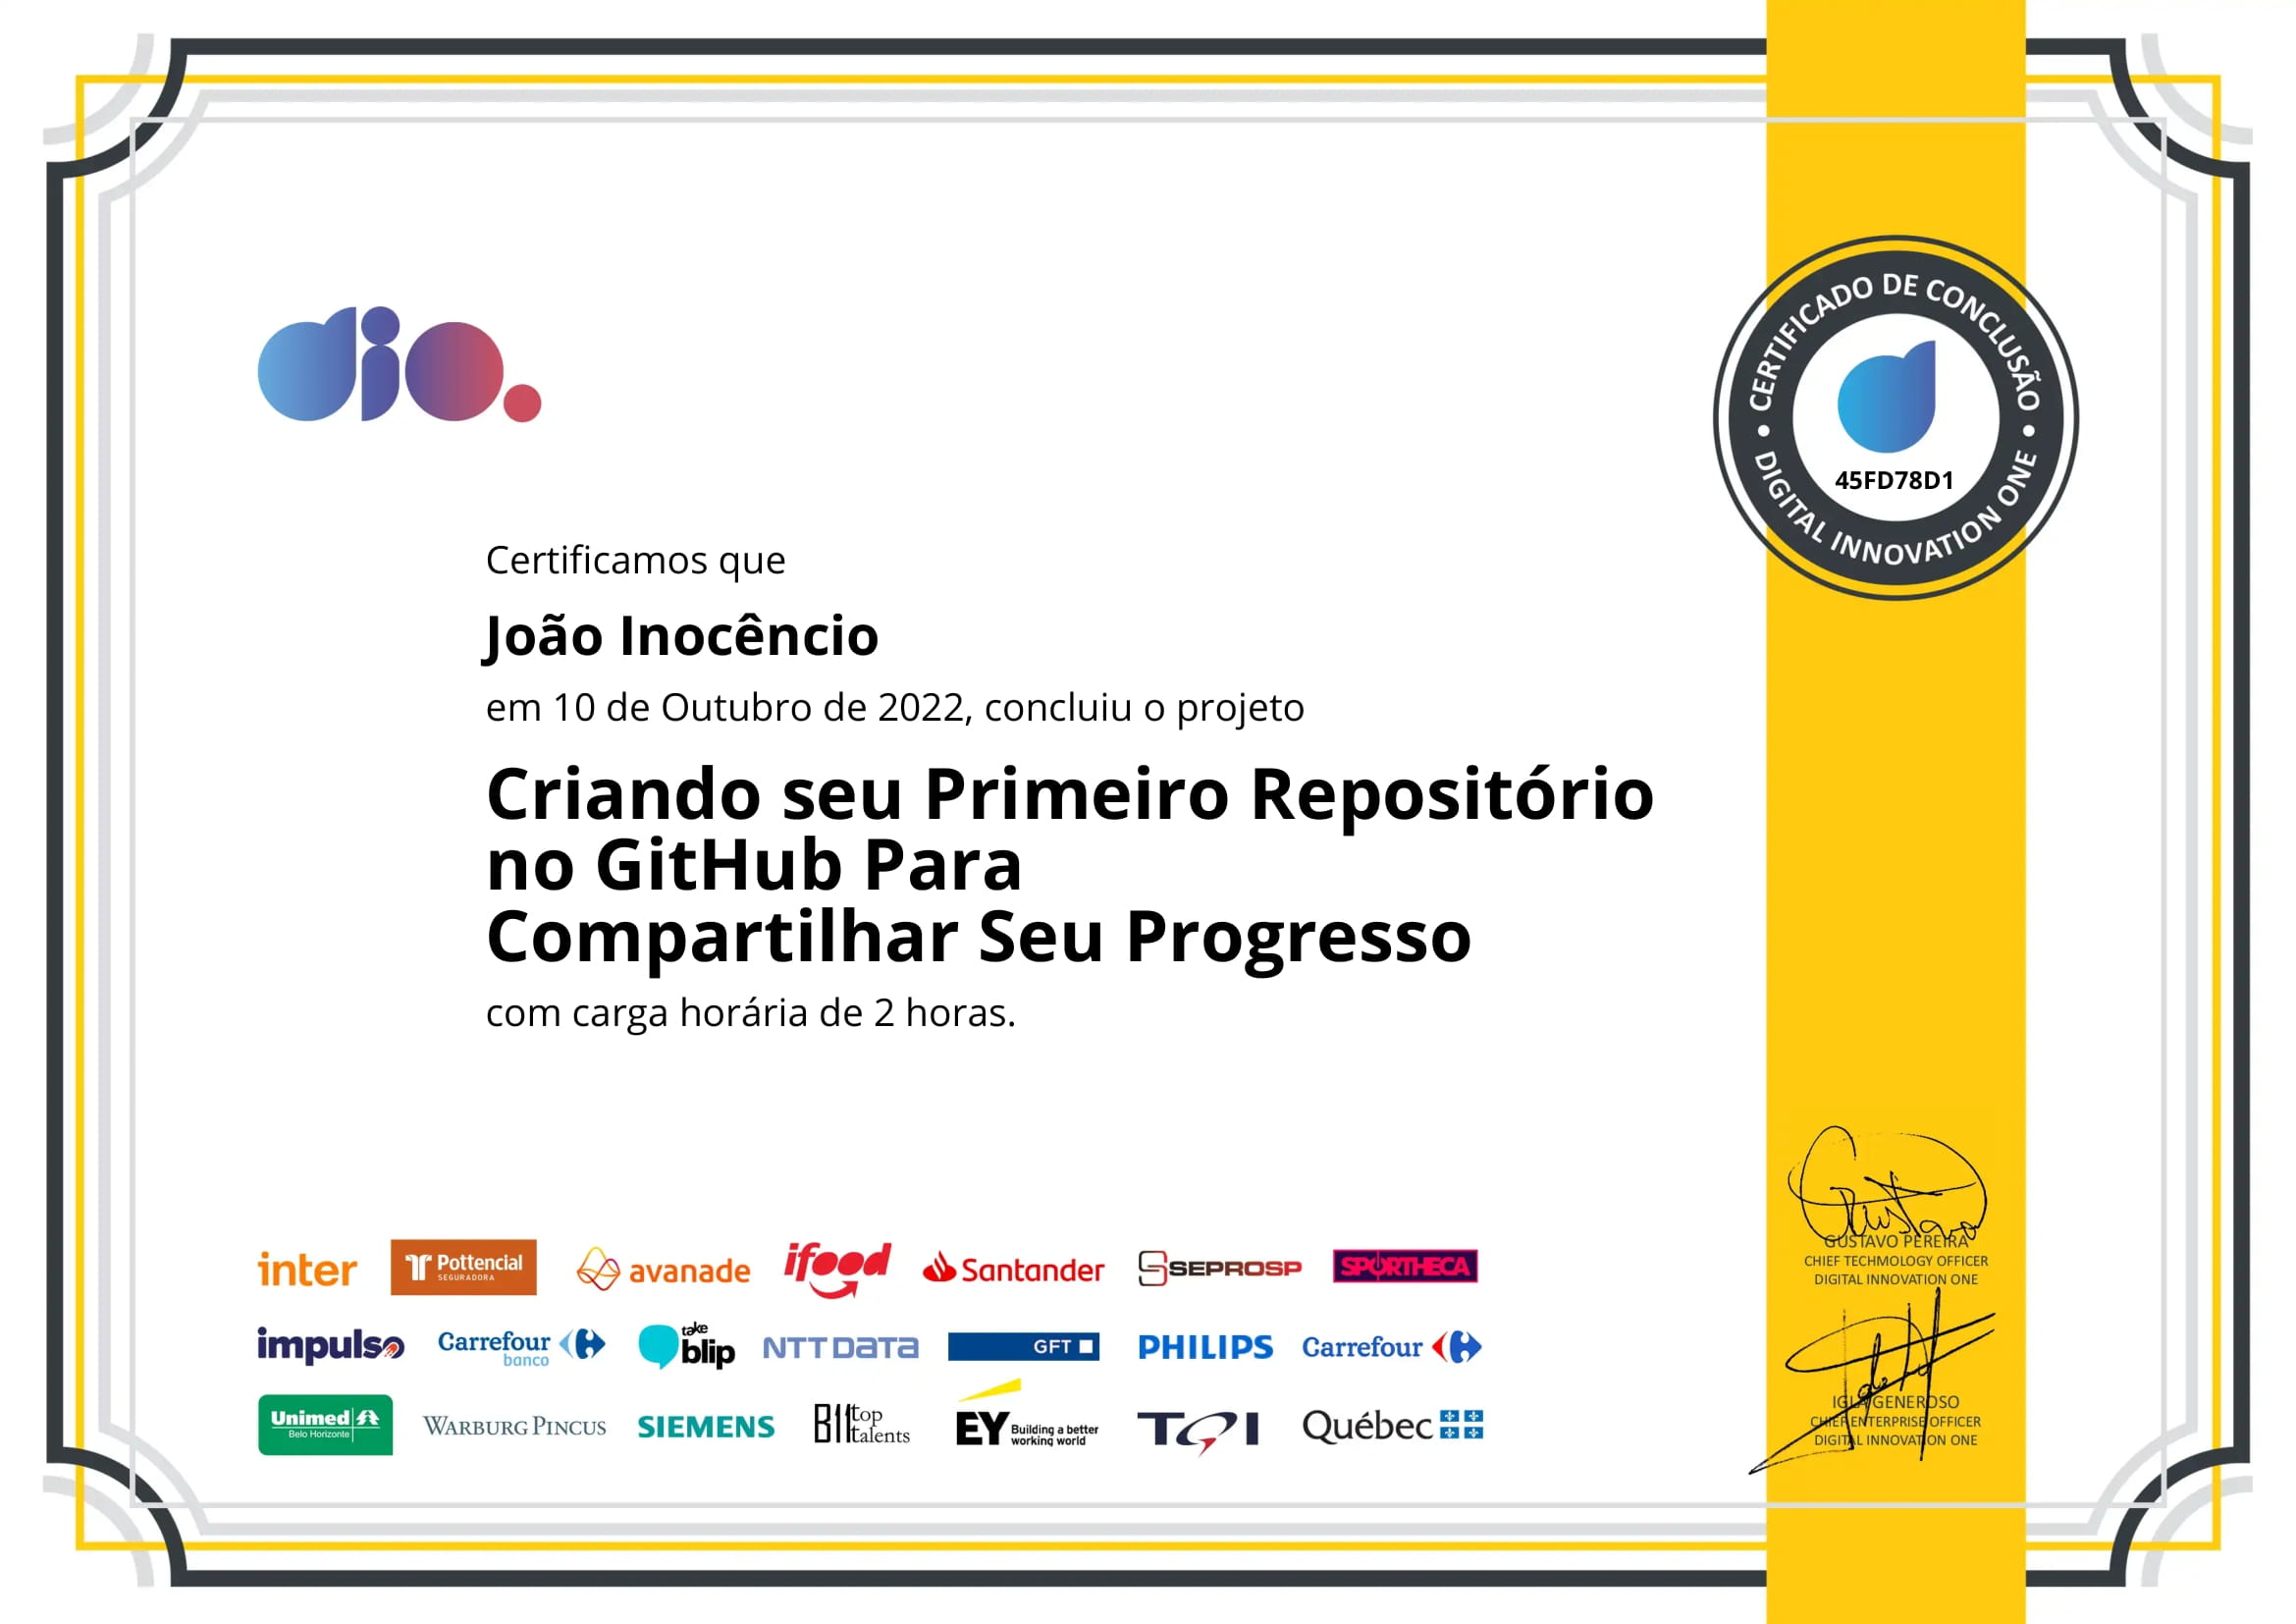 dio.
CERTIFICADO DE CONCLUSÃO
45FD78D1
DIGITAL INNOVATION ONE
Certificamos que
João Inocêncio
em 10 de Outubro de 2022, concluiu o projeto
Criando seu Primeiro Repositório
no GitHub Para
Compartilhar Seu Progresso
com carga horária de 2 horas.
inter
Pottencial
SEGURADORA
avanade
ifood
Santander
SEPROSP
SPORTHECA
impulso
Carrefour
banco
take
blip
NTT DATA
GFT
PHILIPS
Carrefour
Unimed
Belo Horizonte
WARBURG PINCUS
SIEMENS
top
talents
EY
Building a better
working world
TQI
Québec
Gustavo
GUSTAVO PEREIRA
CHIEF TECHMOLOGY OFFICER
DIGITAL INNOVATION ONE
IGLÁ GENEROSO
CHIEF ENTERPRISE OFFICER
DIGITAL INNOVATION ONE